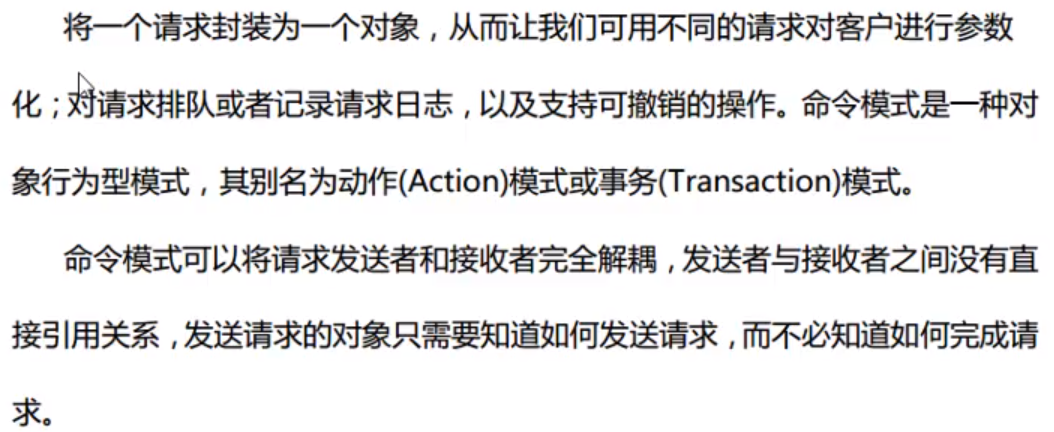 将一个请求封装为一个对象，从而让我们可用不同的请求对客户进行参数
化；对请求排队或者记录请求日志，以及支持可撤销的操作。命令模式是一种对
象行为型模式，其别名为动作(Action)模式或事务(Transaction)模式。
命令模式可以将请求发送者和接收者完全解耦，发送者与接收者之间没有直
接引用关系，发送请求的对象只需要知道如何发送请求，而不必知道如何完成请
求。